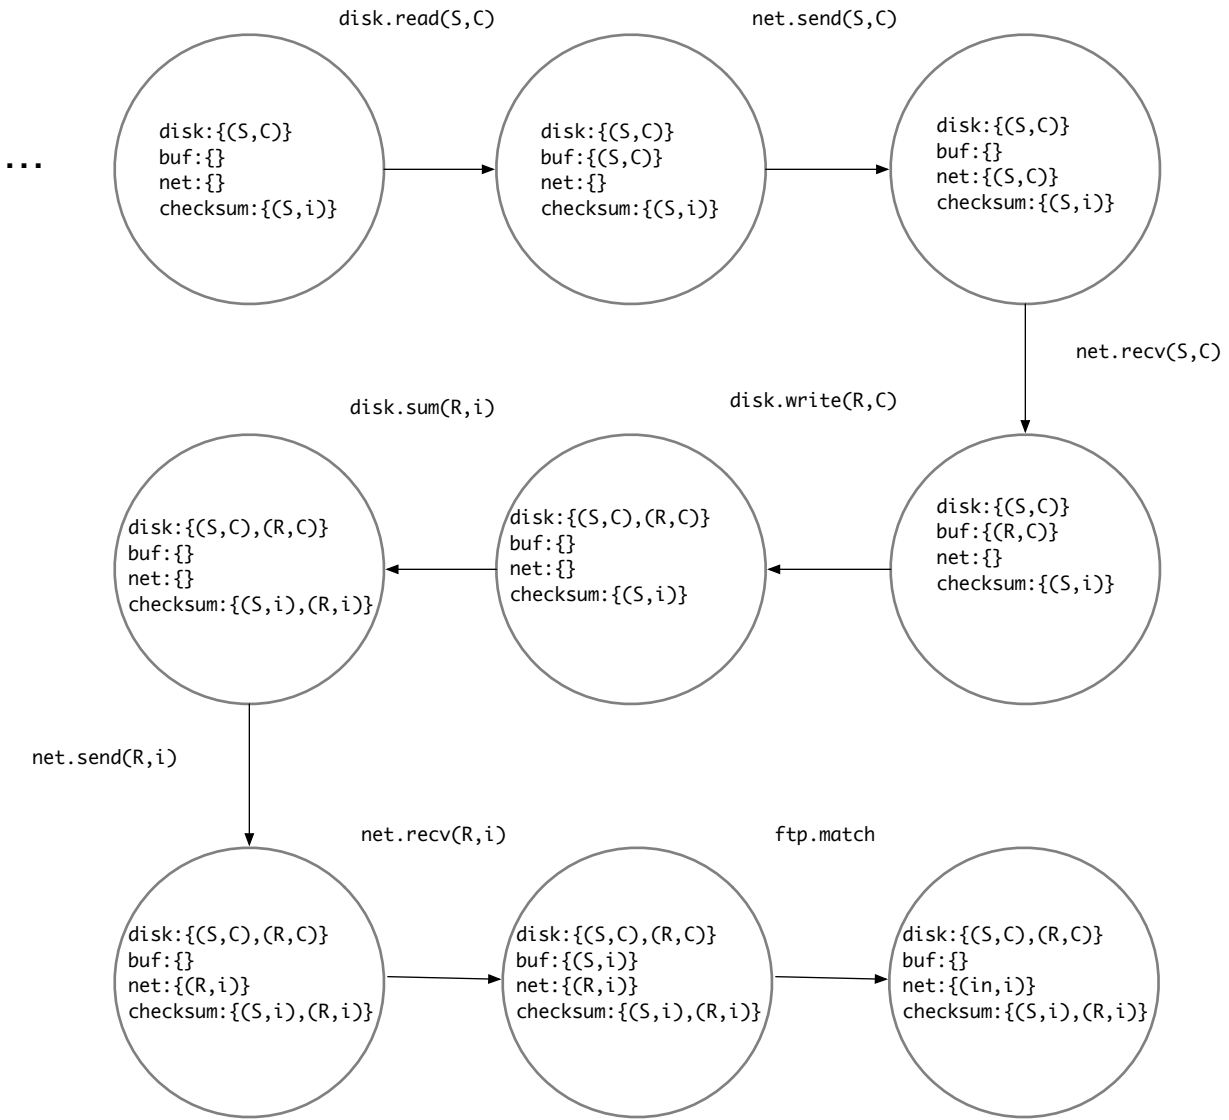 disk.read(S,C)
net.send(S,C)
...
disk:{(S,C)}
buf:{}
net:{}
checksum:{(S,i)}
disk:{(S,C)}
buf:{(S,C)}
net:{}
checksum:{(S,i)}
disk:{(S,C)}
buf:{}
net:{(S,C)}
checksum:{(S,i)}
net.recv(S,C)
disk.sum(R,i)
disk.write(R,C)
disk:{(S,C),(R,C)}
buf:{}
net:{}
checksum:{(S,i),(R,i)}
disk:{(S,C),(R,C)}
buf:{}
net:{}
checksum:{(S,i)}
disk:{(S,C)}
buf:{(R,C)}
net:{}
checksum:{(S,i)}
net.send(R,i)
net.recv(R,i)
ftp.match
disk:{(S,C),(R,C)}
buf:{}
net:{(R,i)}
checksum:{(S,i),(R,i)}
disk:{(S,C),(R,C)}
buf:{(S,i)}
net:{(R,i)}
checksum:{(S,i),(R,i)}
disk:{(S,C),(R,C)}
buf:{}
net:{(in,i)}
checksum:{(S,i),(R,i)}